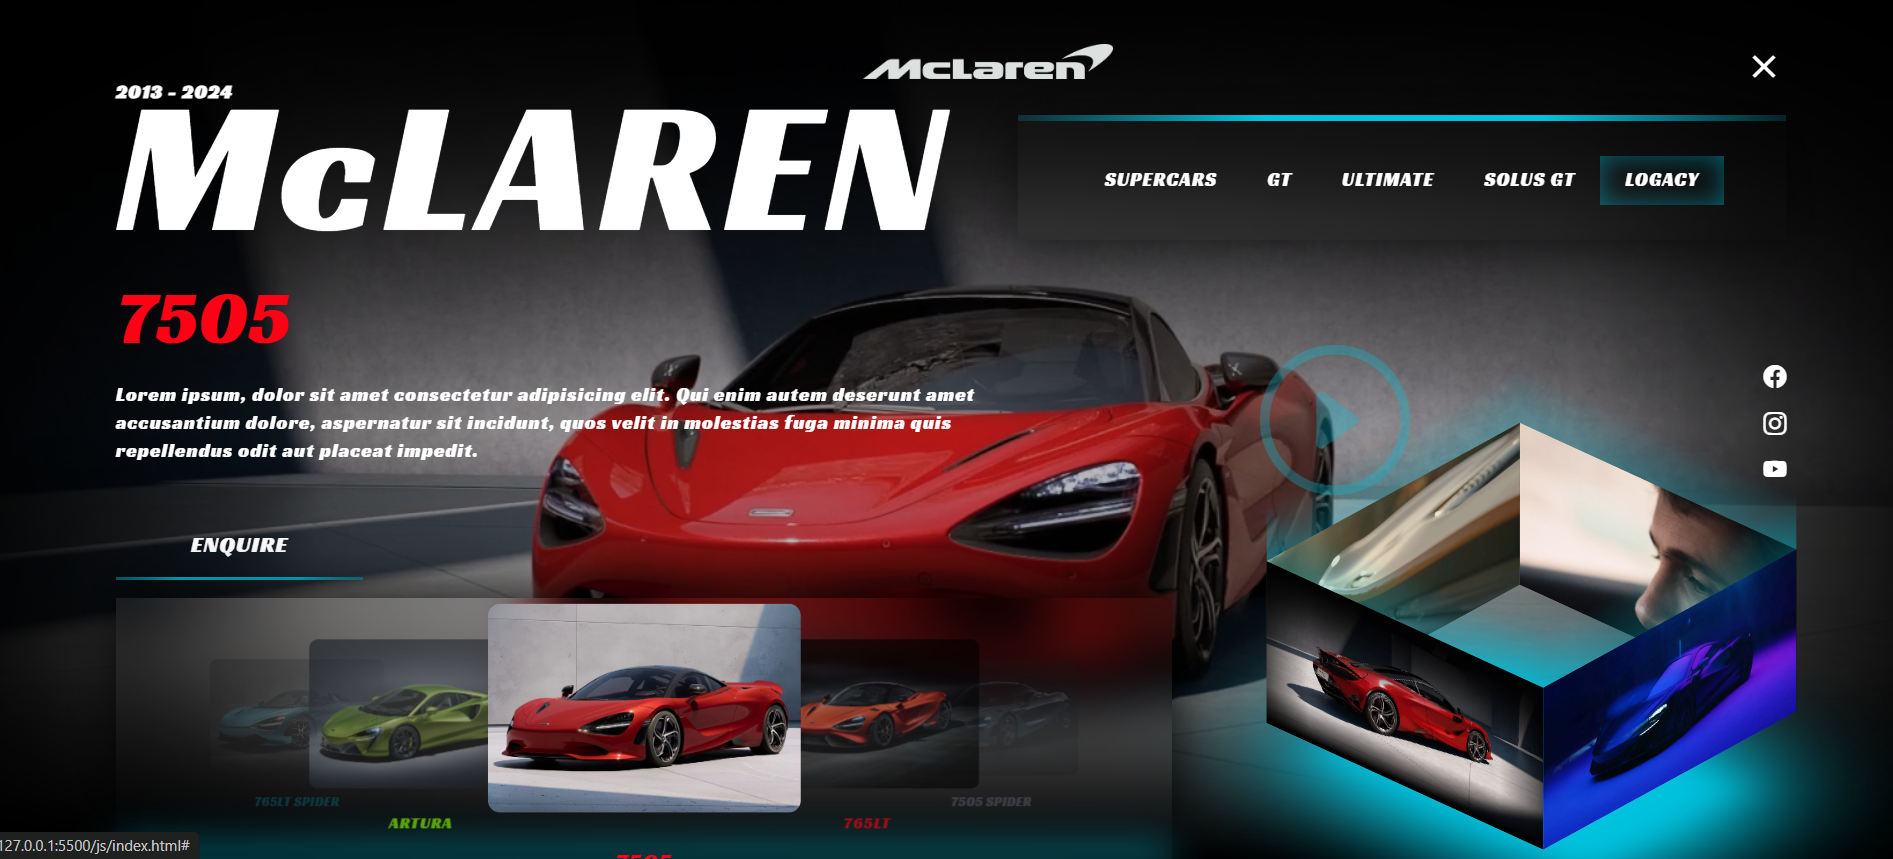 McLaren
2013 - 2024
McLAREN
SUPERCARS
GT
ULTIMATE
SOLUS GT
LOGACY
7505
Lorem ipsum, dolor sit amet consectetur adipisicing elit. Qui enim autem deserunt amet
accusantium dolore, aspernatur sit incidunt, quos velit in molestias fuga minima quis
repellendus odit aut placeat impedit.
ENQUIRE
765LT SPIDER
ARTURA
765LT
7505 SPIDER
7505
127.0.0.1:5500/js/index.html#